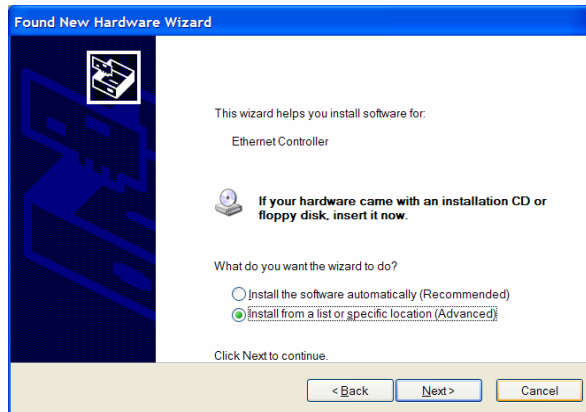 Found New Hardware Wizard
This wizard helps you install software for:
Ethernet Controller
If your hardware came with an installation CD or
floppy disk, insert it now.
What do you want the wizard to do?
Install the software automatically (Recommended)
Install from a list or specific location (Advanced)
Click Next to continue.
< Back Next > Cancel